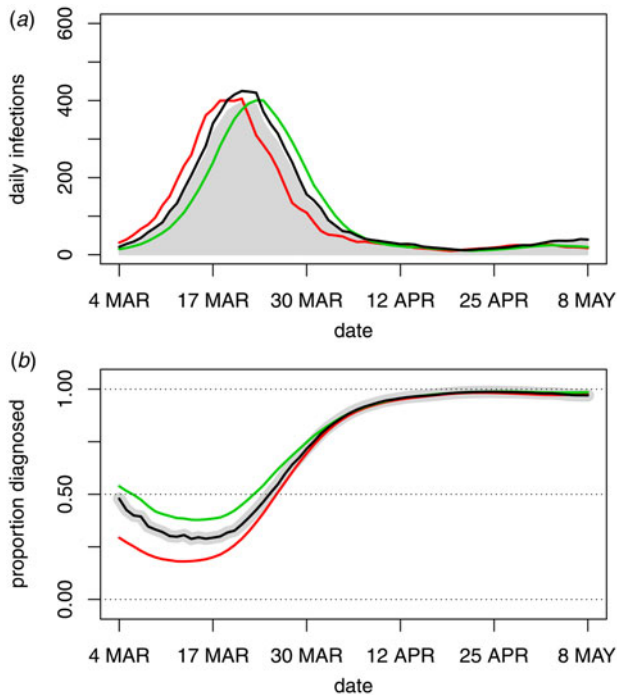 (a)
600
400
200
0
daily infections
4 MAR 17 MAR 30 MAR 12 APR 25 APR 8 MAY
date
(b)
1.00
0.50
0.00
proportion diagnosed
4 MAR 17 MAR 30 MAR 12 APR 25 APR 8 MAY
date